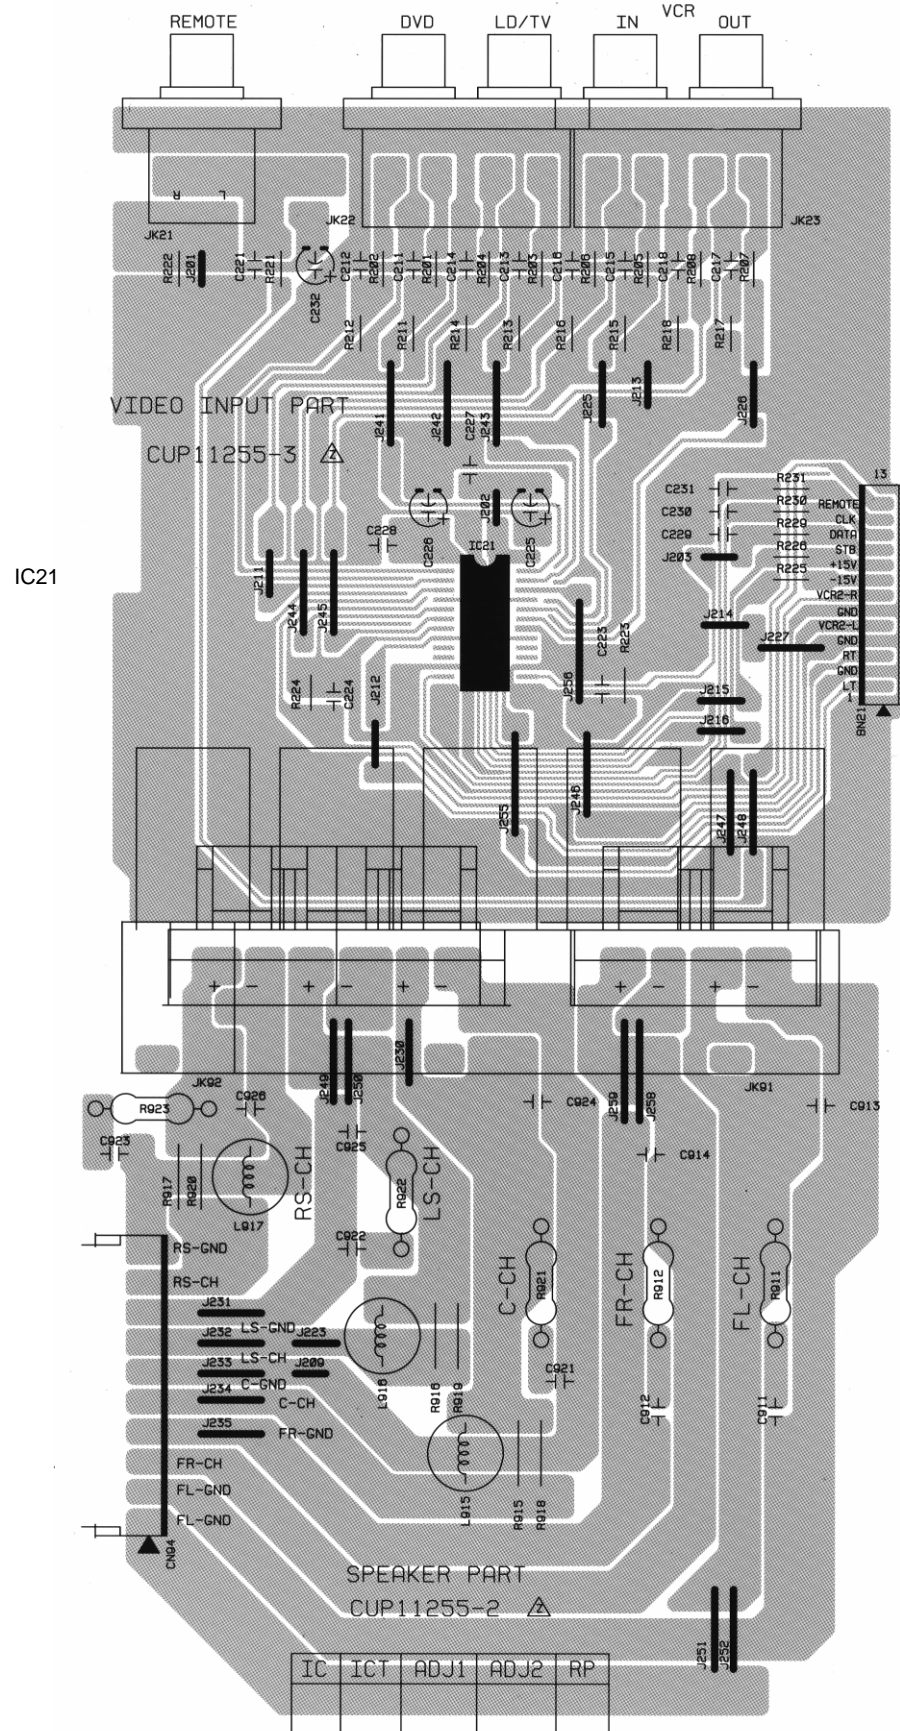 VCR
REMOTE DVD LD/TV IN OUT
R L
JK21 JK22 JK23
R222 J201 C221 R221 C232 C212 R202 C211 R201 C214 R204 C213 R203 C216 R206 C215 R205 C218 R208 C217 R207
R212 R211 R214 R213 R216 R215 R218 R217
J241 J242 C227 J243 J225 J213 J226
VIDEO INPUT PART
CUP11255-3 Z
C228 C226 J202 C225
IC21
IC21
C231 R231
C230 R230
C229 R229
J203 R226
R225
13
REMOTE
CLK
DATA
STB
+15V
-15V
VCR2-R
GND
VCR2-L
GND
RT
GND
LT
1
BN21
J211 J244 J245
J214
J227
R224 C224 J212 J256 C223 R223
J215
J216
J255 J246 J247 J248
+ - + - + - + - + -
J249 J250 J230 J259 J258
JK92 JK91
R923 C926 C924 C913
C923 C925 C914
R917 R920 L917 RS-CH R922 LS-CH
C922
C-CH R921 FR-CH R912 FL-CH R911
RS-GND
RS-CH
J231
LS-GND
J232 J223
LS-CH
J233 J209
C-GND
J234 C-CH
J235 FR-GND
FR-CH
FL-GND
FL-GND
CN94
L916 R916 R919 C921 C912 C911
L915 R915 R918
SPEAKER PART
CUP11255-2 Z
J251 J252
IC ICT ADJ1 ADJ2 RP